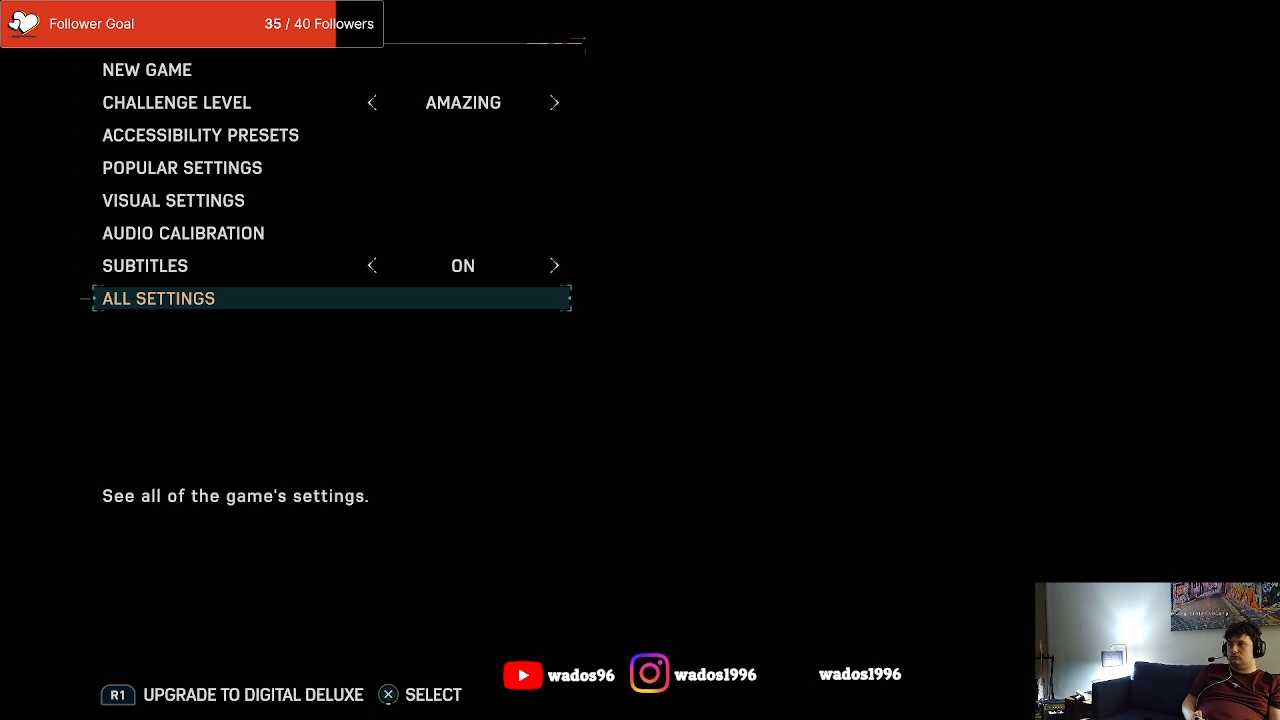 Follower Goal 35 / 40 Followers
NEW GAME
CHALLENGE LEVEL AMAZING
ACCESSIBILITY PRESETS
POPULAR SETTINGS
VISUAL SETTINGS
AUDIO CALIBRATION
SUBTITLES ON
ALL SETTINGS
See all of the game's settings.
wados96 wados1996 wados1996
R1 UPGRADE TO DIGITAL DELUXE SELECT